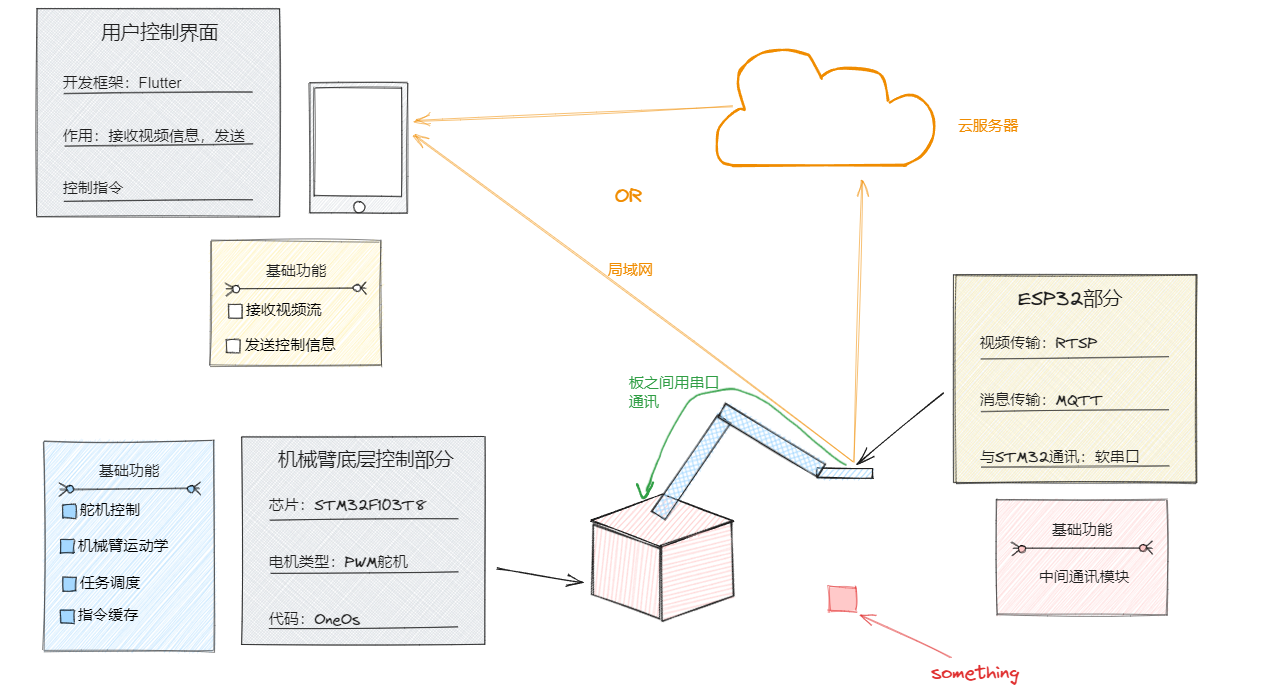 用户控制界面
开发框架：Flutter
作用：接收视频信息，发送
控制指令
云服务器
OR
局域网
基础功能
接收视频流
发送控制信息
ESP32部分
视频传输：RTSP
消息传输：MQTT
与STM32通讯：软串口
板之间用串口
通讯
基础功能
舵机控制
机械臂运动学
任务调度
指令缓存
机械臂底层控制部分
芯片：STM32F103T8
电机类型：PWM舵机
代码：OneOs
基础功能
中间通讯模块
something